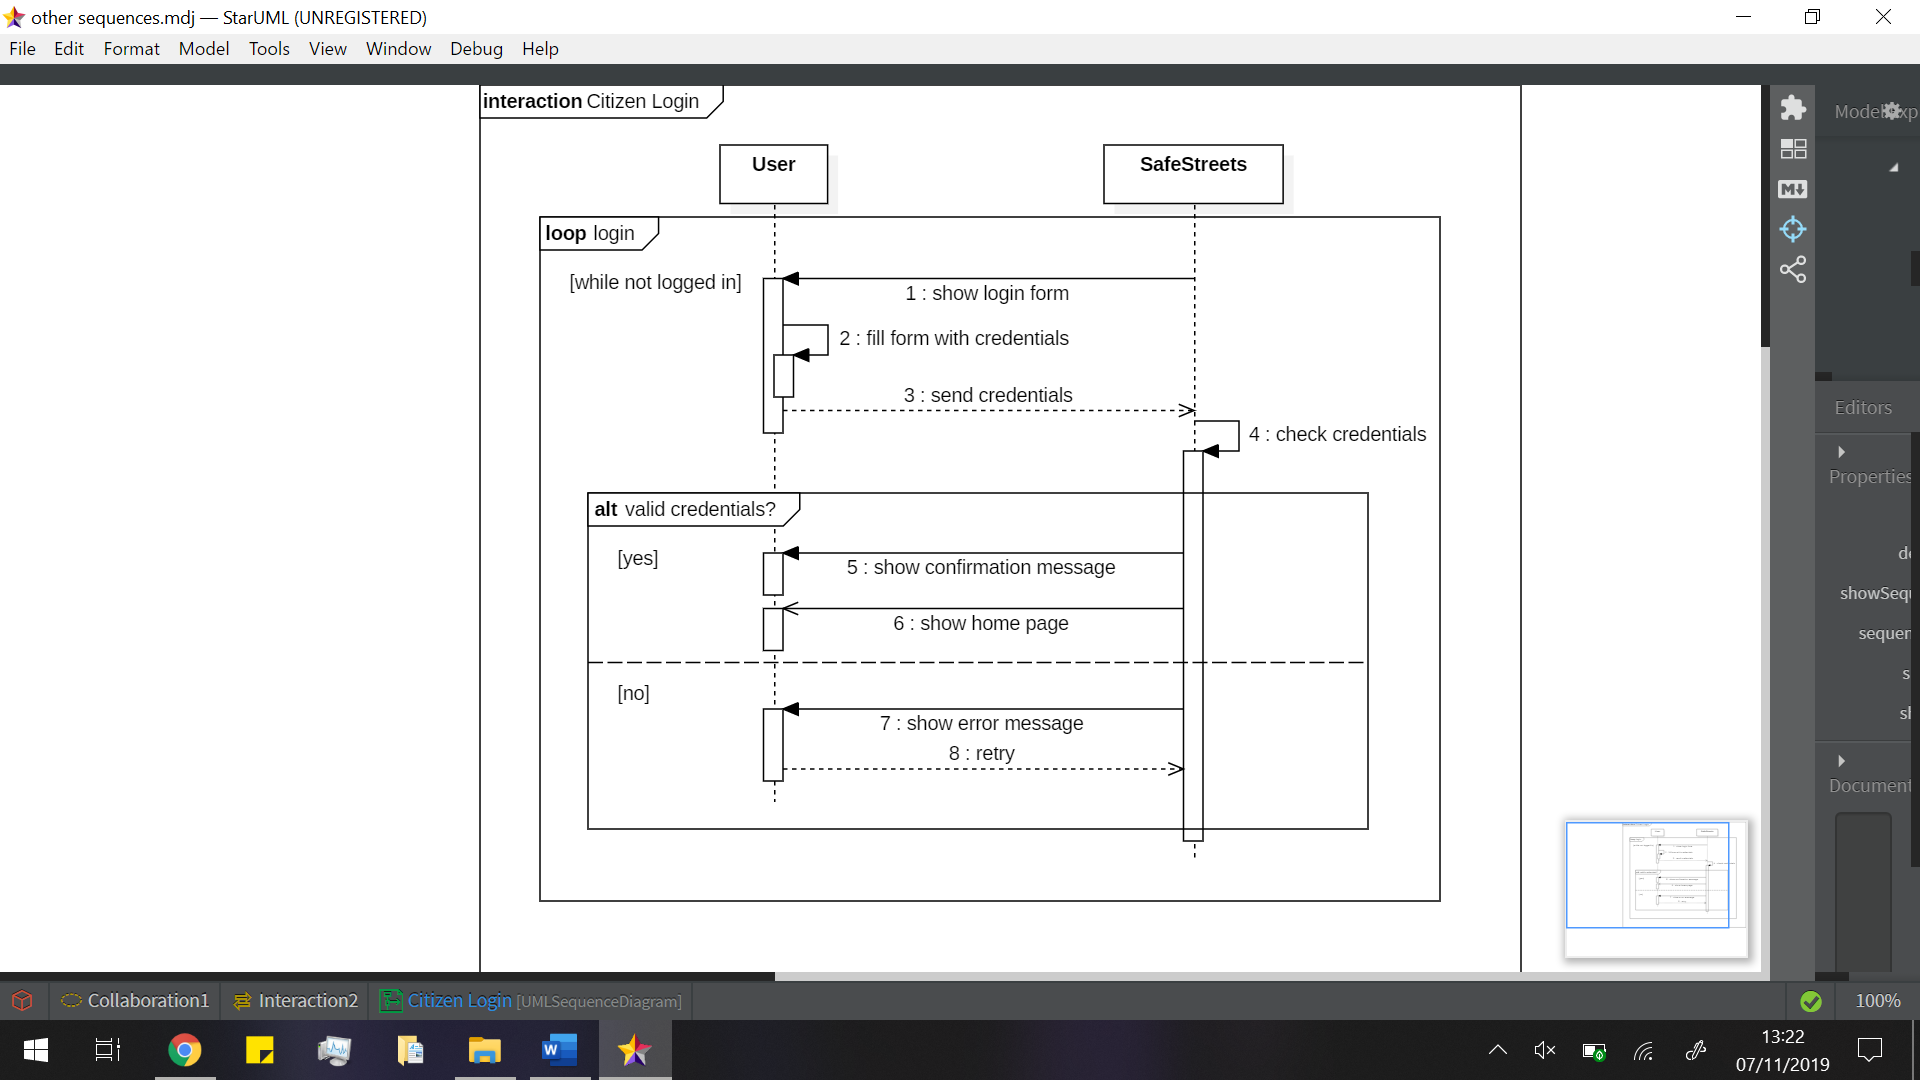 other sequences.mdj — StarUML (UNREGISTERED)
File Edit Format Model Tools View Window Debug Help
interaction Citizen Login
User
SafeStreets
loop login
[while not logged in]
1 : show login form
2 : fill form with credentials
3 : send credentials
4 : check credentials
alt valid credentials?
[yes]
5 : show confirmation message
6 : show home page
[no]
7 : show error message
8 : retry
M
Editors
Properties
showSequ
sequen
Document
Collaboration1
Interaction2
Citizen Login [UMLSequenceDiagram]
100%
W
13:22
07/11/2019